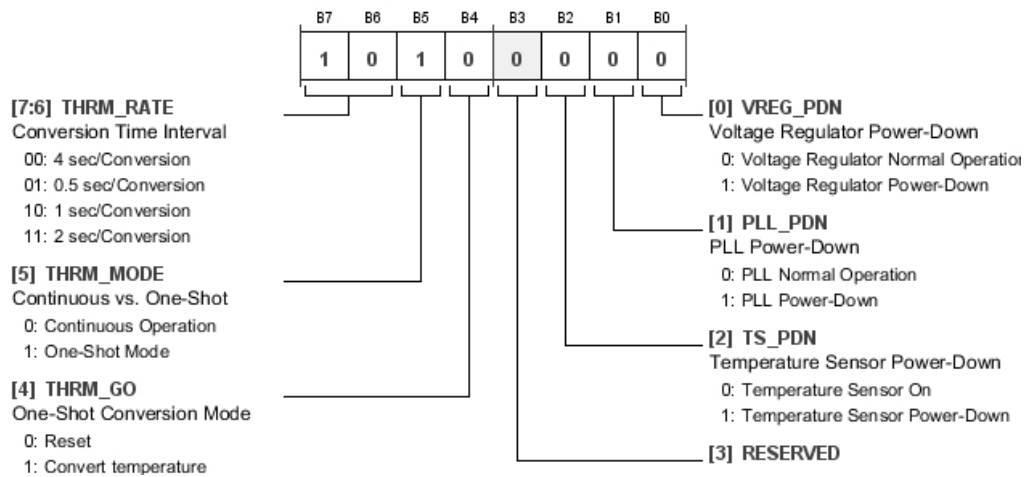 B7 B6 B5 B4 B3 B2 B1 B0
1 0 1 0 0 0 0 0
[7:6] THRM_RATE
Conversion Time Interval
00: 4 sec/Conversion
01: 0.5 sec/Conversion
10: 1 sec/Conversion
11: 2 sec/Conversion
[5] THRM_MODE
Continuous vs. One-Shot
0: Continuous Operation
1: One-Shot Mode
[4] THRM_GO
One-Shot Conversion Mode
0: Reset
1: Convert temperature
[0] VREG_PDN
Voltage Regulator Power-Down
0: Voltage Regulator Normal Operation
1: Voltage Regulator Power-Down
[1] PLL_PDN
PLL Power-Down
0: PLL Normal Operation
1: PLL Power-Down
[2] TS_PDN
Temperature Sensor Power-Down
0: Temperature Sensor On
1: Temperature Sensor Power-Down
[3] RESERVED